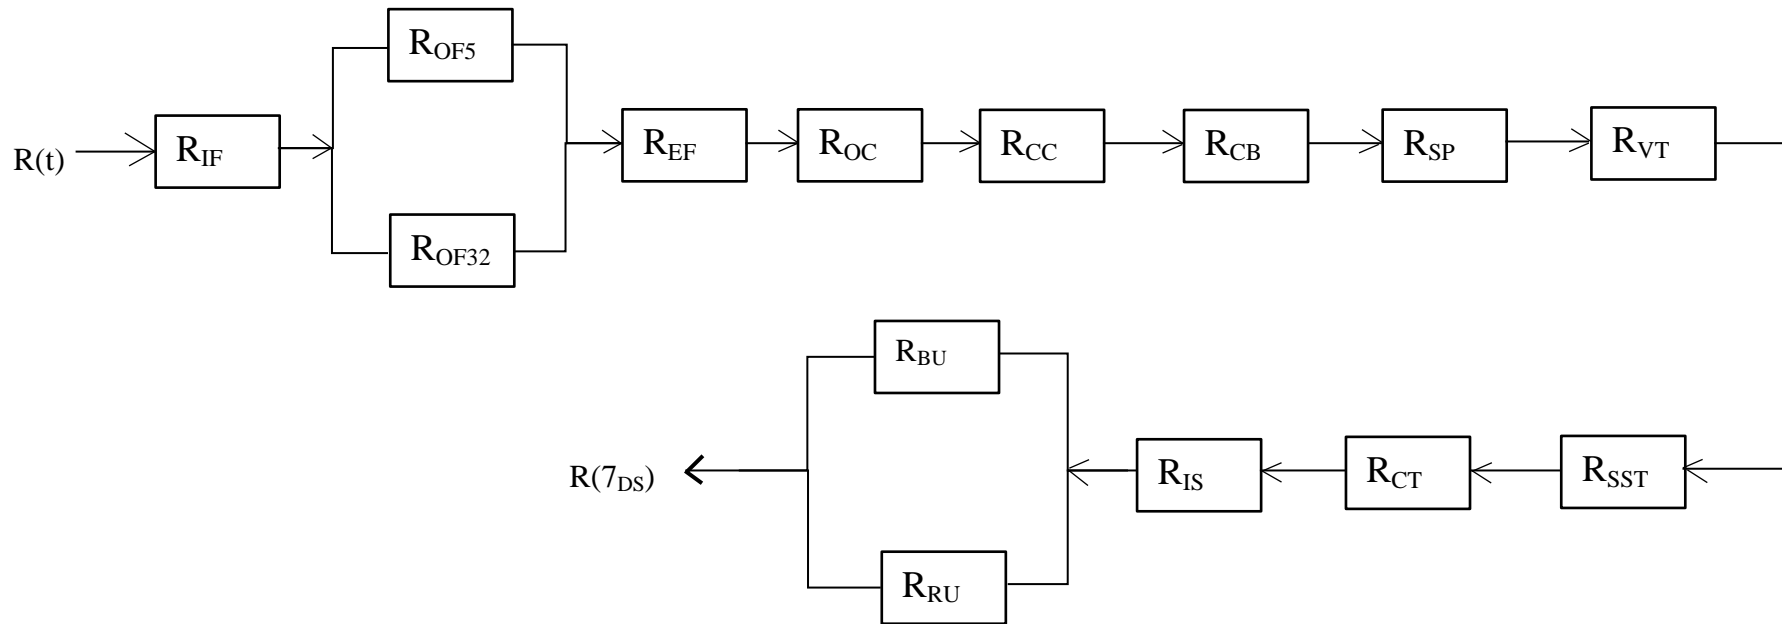 R_OF5
R(t) R_IF R_EF R_OC R_CC R_CB R_SP R_VT
R_OF32
R_BU
R(7_DS) R_IS R_CT R_SST
R_RU